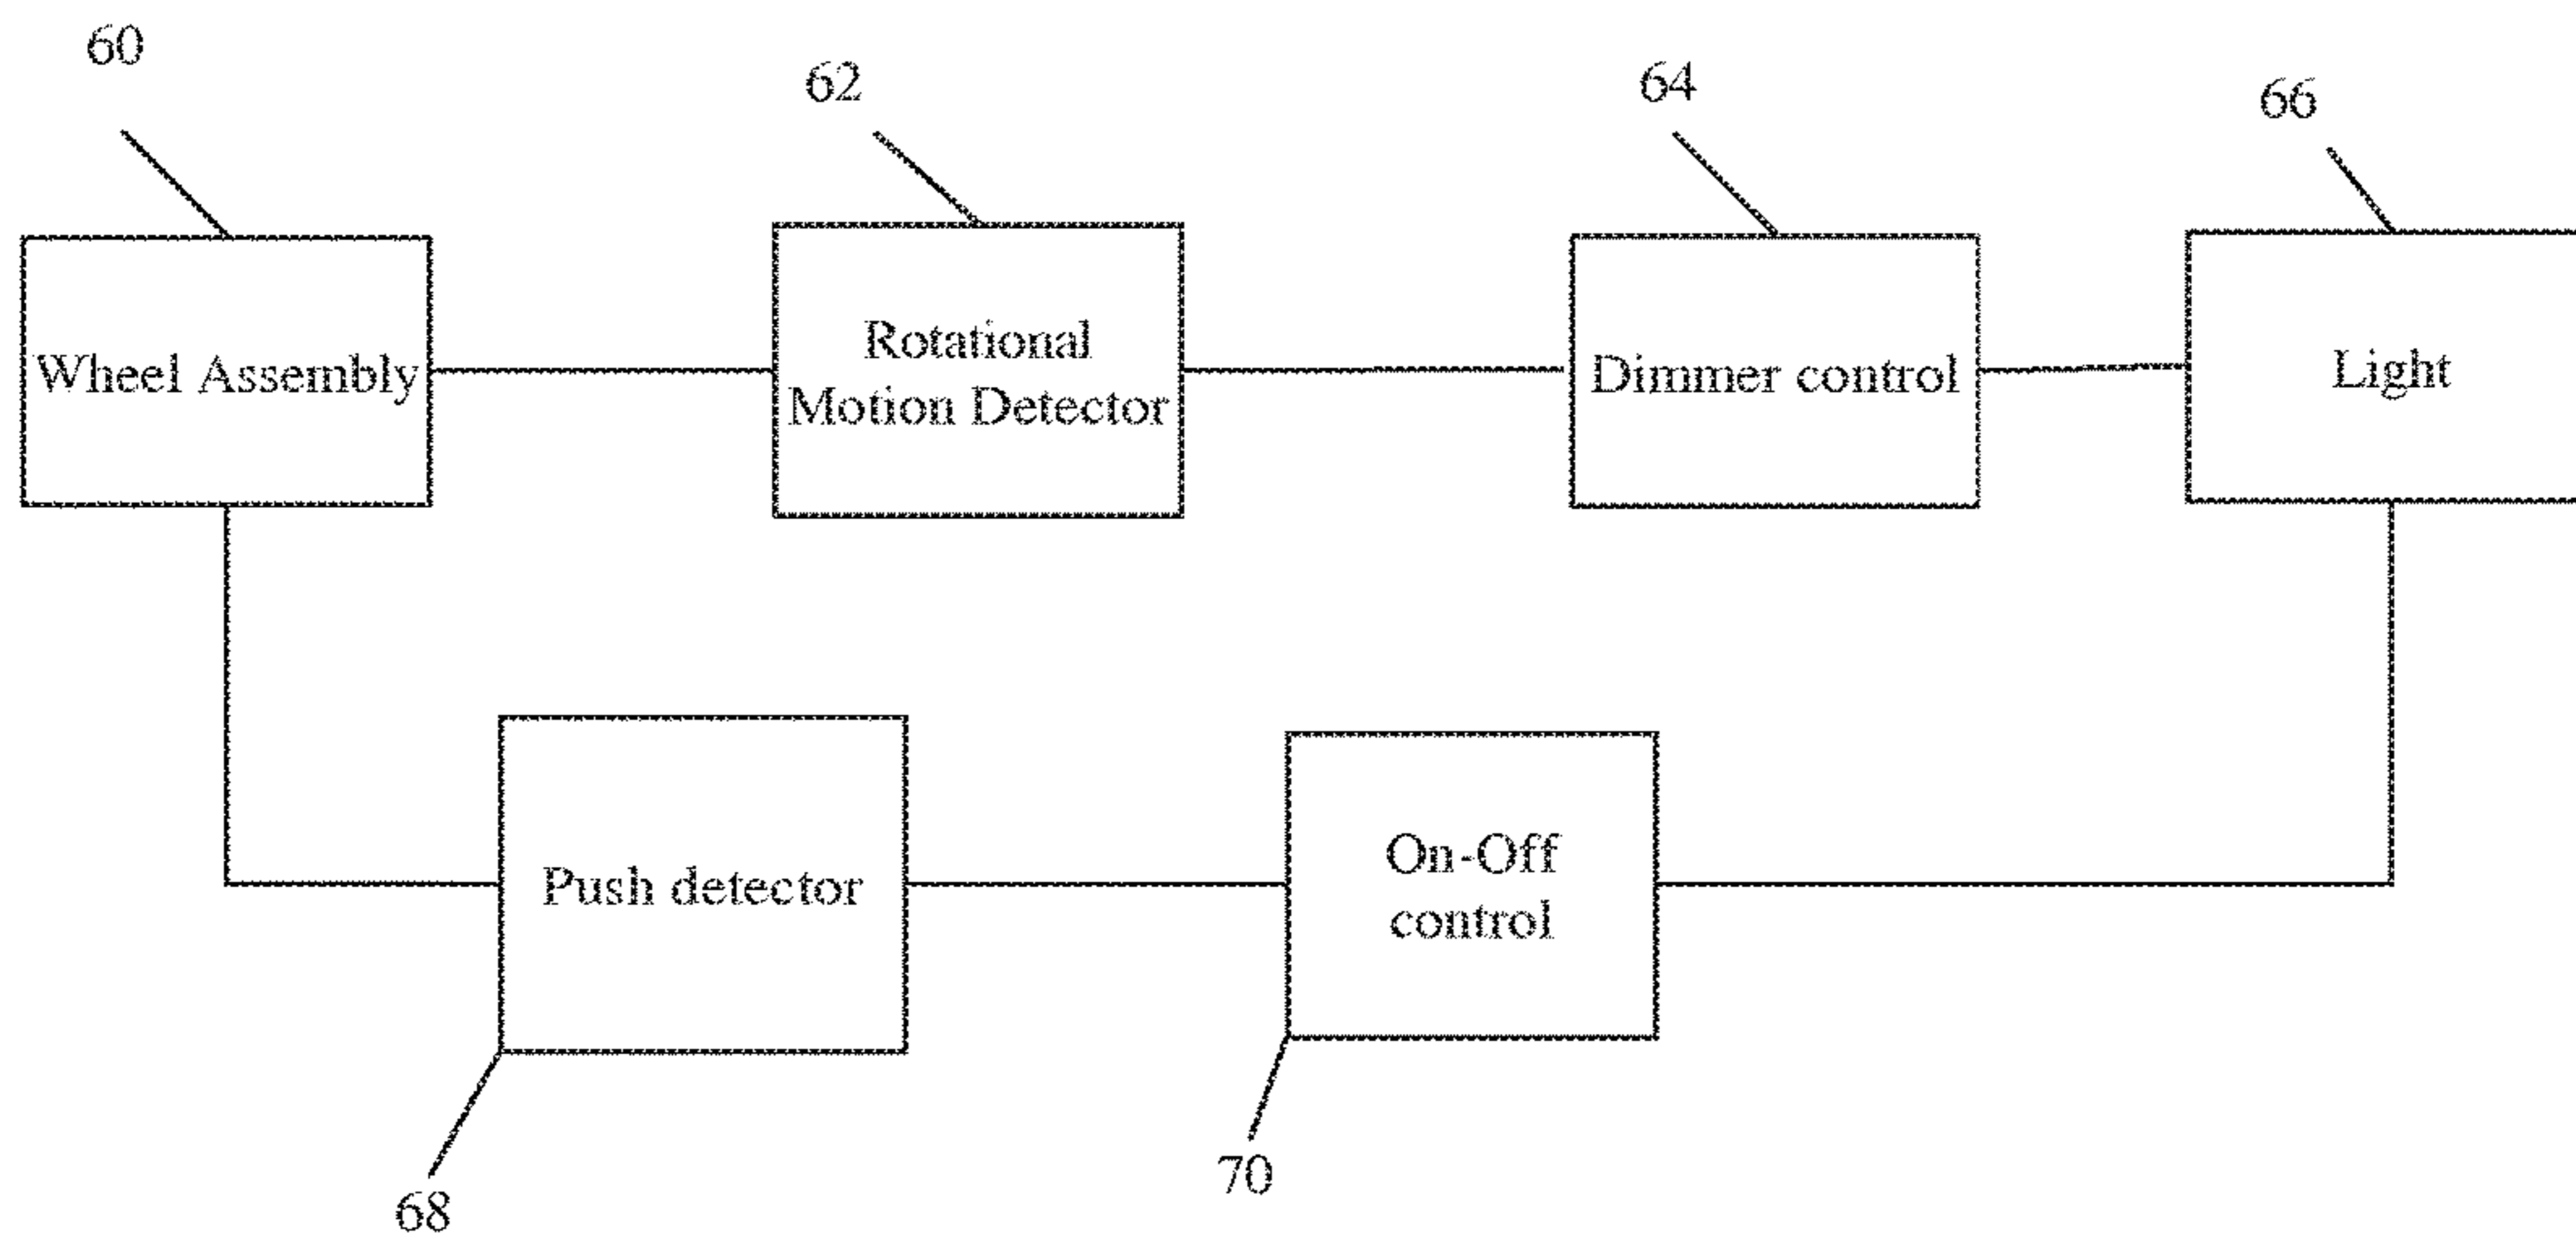 60
62
64
66
Wheel Assembly
Rotational
Motion Detector
Dimmer control
Light
Push detector
On-Off
control
68
70